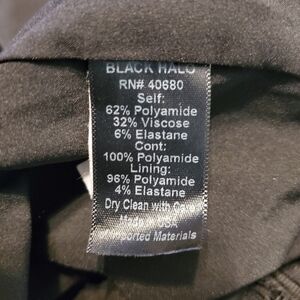 BLACK HALO
RN# 40680
Self:
62% Polyamide
32% Viscose
6% Elastane
Cont:
100% Polyamide
Lining:
96% Polyamide
4% Elastane
Dry Clean with
Made in USA
Imported Materials